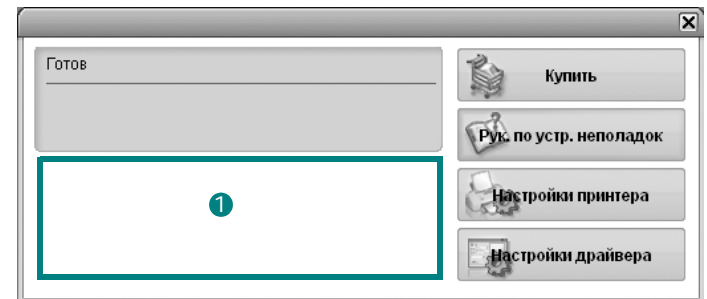 Готов
Купить
Рук. по устр. неполадок
1
Настройки принтера
Настройки драйвера